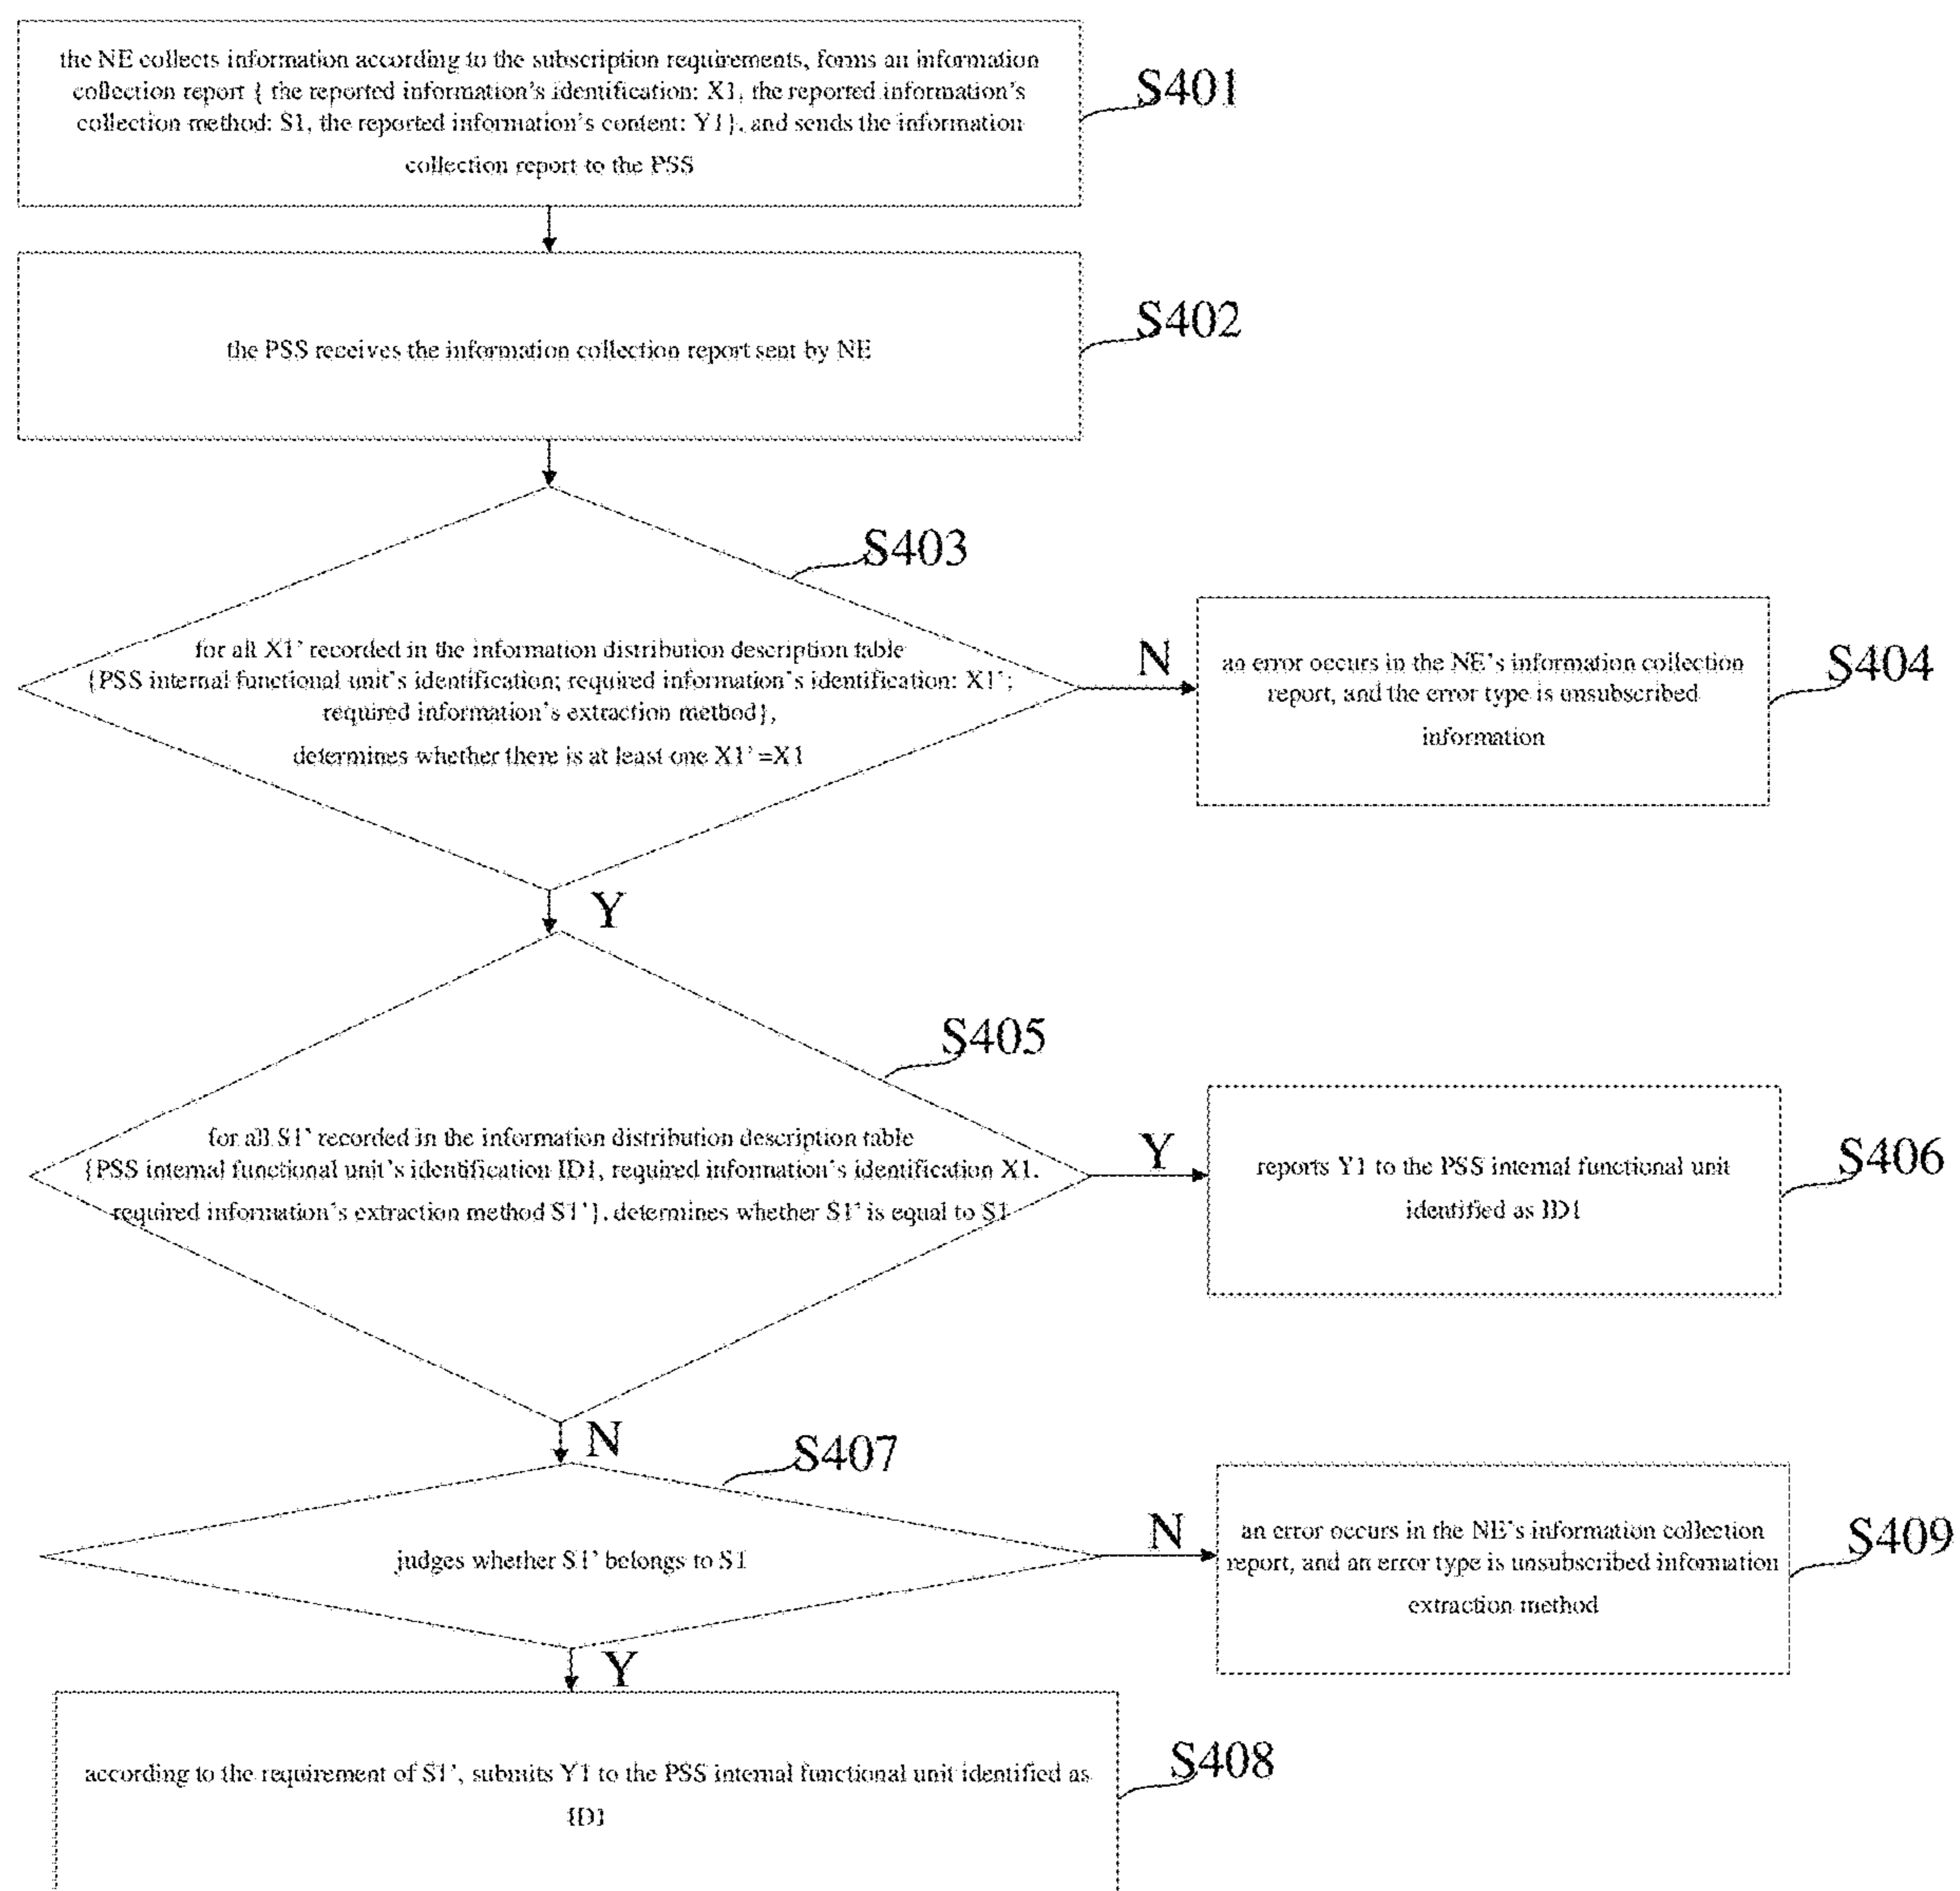 the NE collects information according to the subscription requirements, forms an information
collection report { the reported information's identification: X1, the reported information's
collection method: S1, the reported information's content: Y1}, and sends the information
collection report to the PSS
S401
the PSS receives the information collection report sent by NE
S402
S403
for all X1' recorded in the information distribution description table
{PSS internal functional unit's identification; required information's identification: X1';
required information's extraction method},
determines whether there is at least one X1'=X1
N
an error occurs in the NE's information collection
report, and the error type is unsubscribed
information
S404
Y
S405
for all S1' recorded in the information distribution description table
{PSS internal functional unit's identification ID1, required information's identification X1,
required information's extraction method S1'}, determines whether S1' is equal to S1
Y
reports Y1 to the PSS internal functional unit
identified as ID1
S406
N
S407
judges whether S1' belongs to S1
N
an error occurs in the NE's information collection
report, and an error type is unsubscribed information
extraction method
S409
Y
according to the requirement of S1', submits Y1 to the PSS internal functional unit identified as
ID1
S408